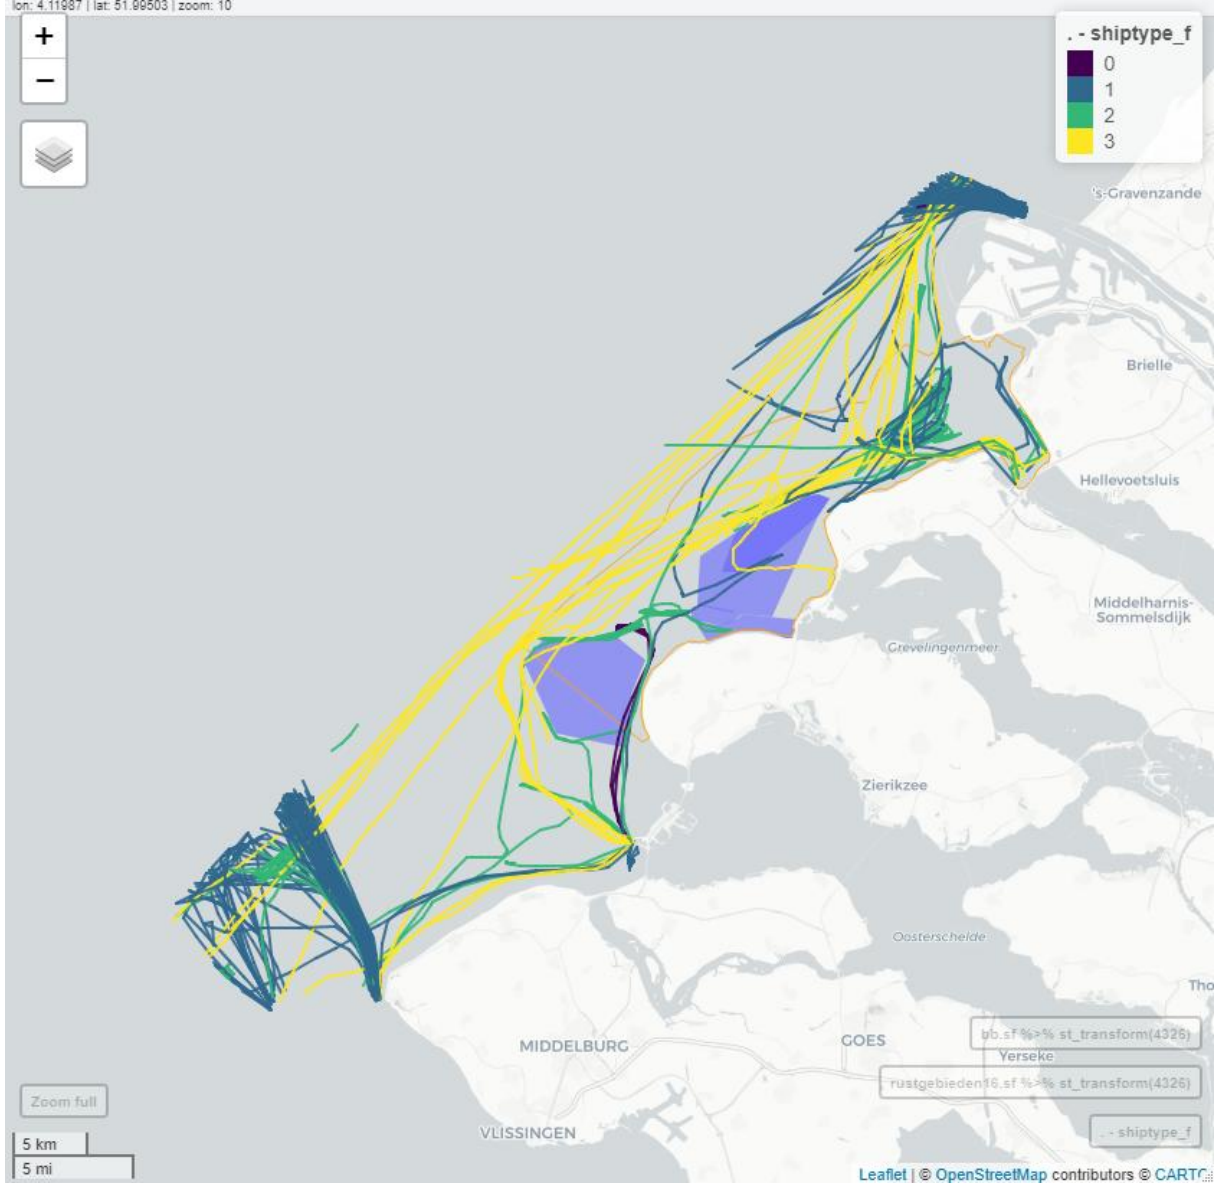 lon: 4.11987 | lat: 51.99503 | zoom: 10
+
−
. - shiptype_f
0
1
2
3
's-Gravenzande
Brielle
Hellevoetsluis
Middelharnis-
Sommelsdijk
Grevelingenmeer
Zierikzee
Oosterschelde
Tho
MIDDELBURG
GOES
bb.sf %>% st_transform(4326)
Yerseke
rustgebieden16.sf %>% st_transform(4326)
Zoom full
. - shiptype_f
VLISSINGEN
5 km
5 mi
Leaflet | © OpenStreetMap contributors © CARTO